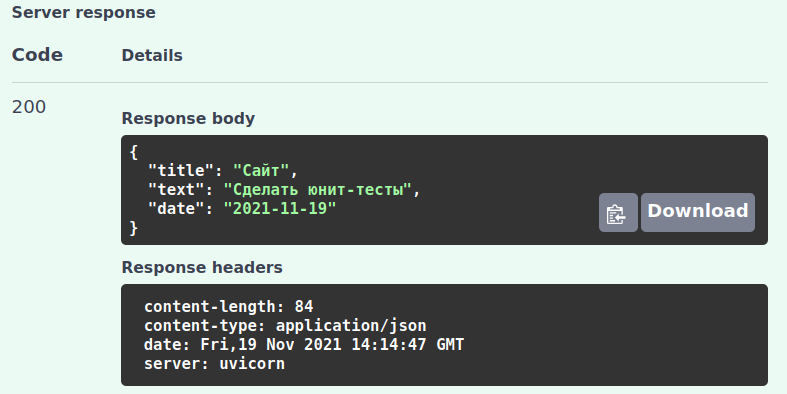 Server response
Code Details
200
Response body
{
"title": "Сайт",
"text": "Сделать юнит-тесты",
"date": "2021-11-19"
}
Download
Response headers
content-length: 84
content-type: application/json
date: Fri,19 Nov 2021 14:14:47 GMT
server: uvicorn